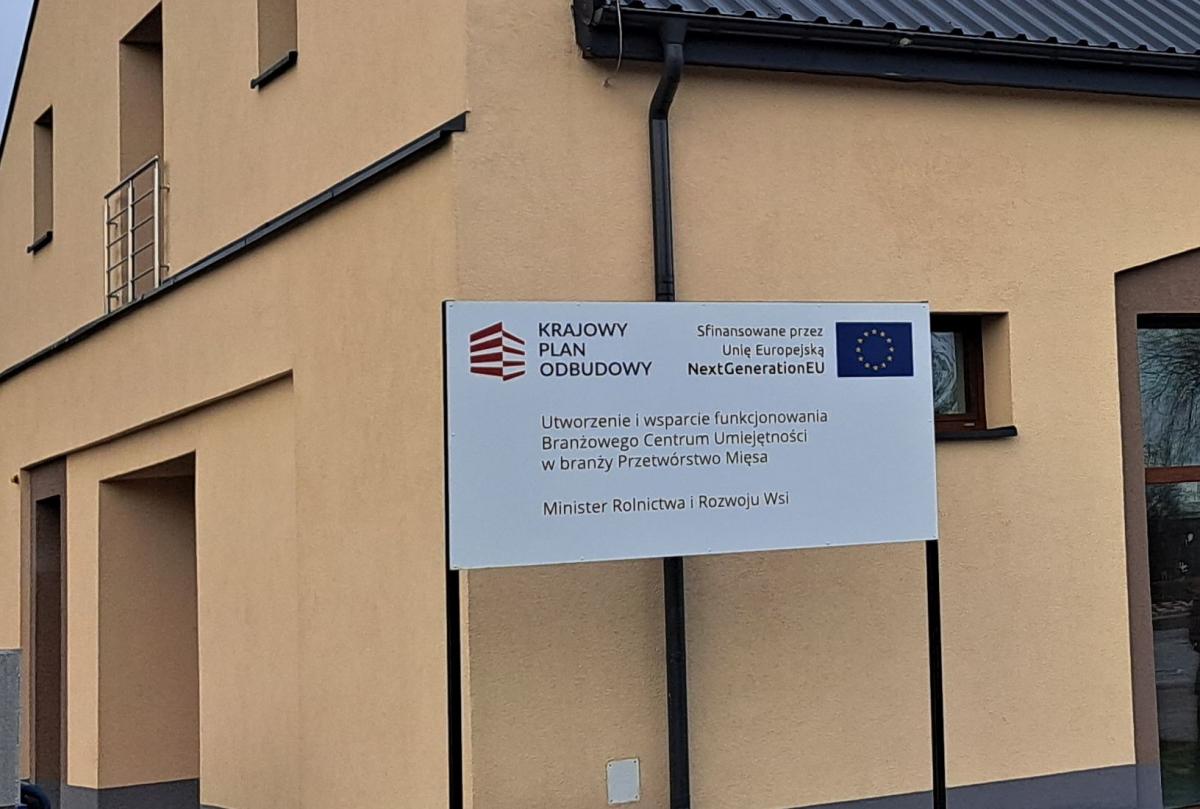 KRAJOWY
PLAN
ODBUDOWY
Sfinansowane przez
Unię Europejską
NextGenerationEU
Utworzenie i wsparcie funkcjonowania
Branżowego Centrum Umiejętności
w branży Przetwórstwo Mięsa
Minister Rolnictwa i Rozwoju Wsi